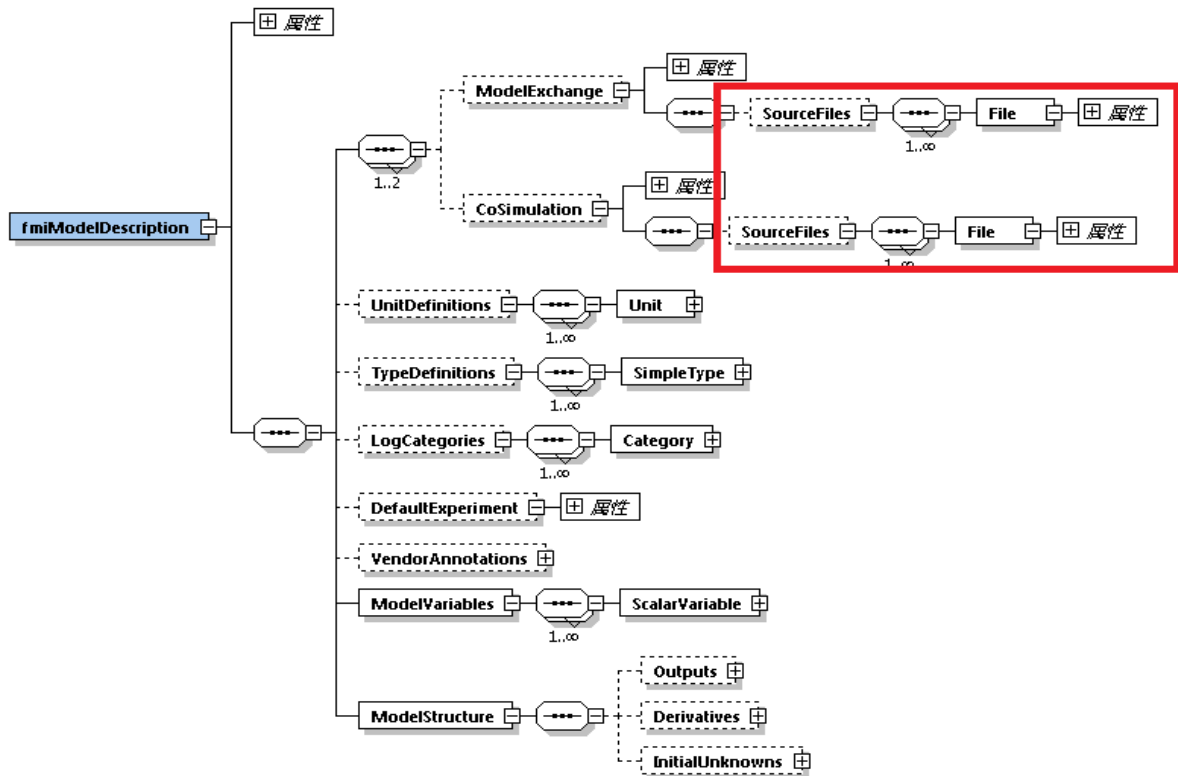 属性
属性
ModelExchange
SourceFiles
File
属性
1..∞
1..2
属性
CoSimulation
fmiModelDescription
SourceFiles
File
属性
1..∞
UnitDefinitions
Unit
1..∞
TypeDefinitions
SimpleType
1..∞
LogCategories
Category
1..∞
DefaultExperiment
属性
VendorAnnotations
ModelVariables
ScalarVariable
1..∞
Outputs
ModelStructure
Derivatives
InitialUnknowns